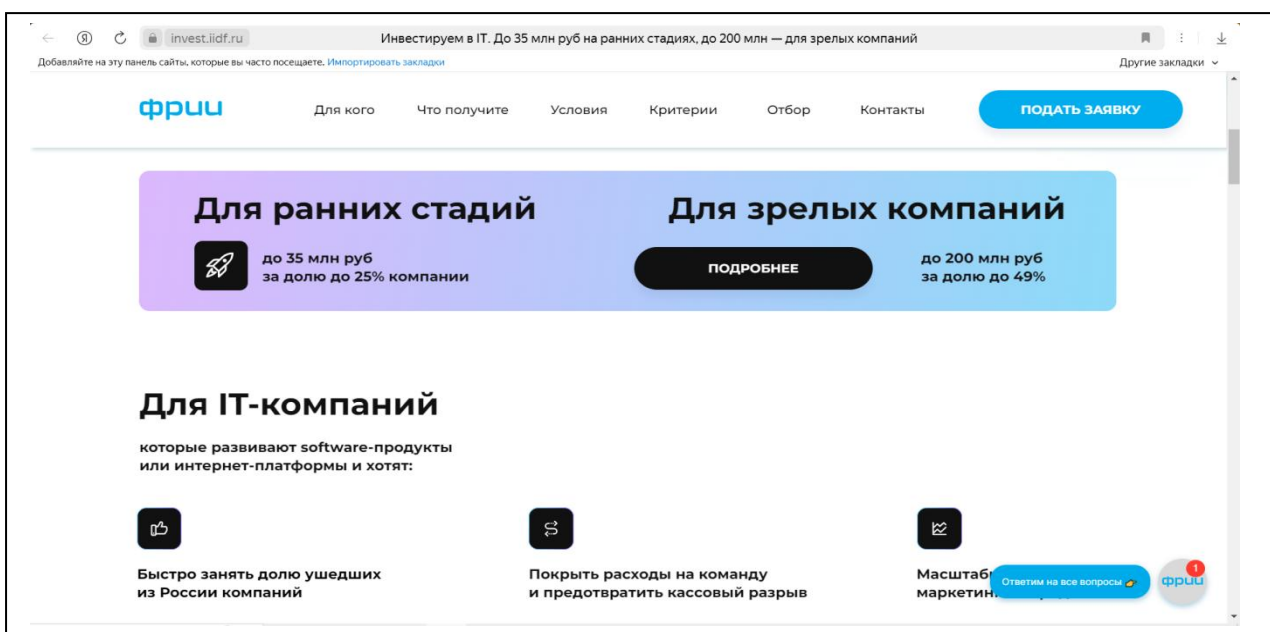 invest.iidf.ru
Инвестируем в IT. До 35 млн руб на ранних стадиях, до 200 млн — для зрелых компаний
Добавляйте на эту панель сайты, которые вы часто посещаете. Импортировать закладки
Другие закладки
фрии
Для кого
Что получите
Условия
Критерии
Отбор
Контакты
ПОДАТЬ ЗАЯВКУ
Для ранних стадий
до 35 млн руб
за долю до 25% компании
Для зрелых компаний
ПОДРОБНЕЕ
до 200 млн руб
за долю до 49%
Для IT-компаний
которые развивают software-продукты
или интернет-платформы и хотят:
Быстро занять долю ушедших
из России компаний
Покрыть расходы на команду
и предотвратить кассовый разрыв
Ответим на все вопросы
фрии
1